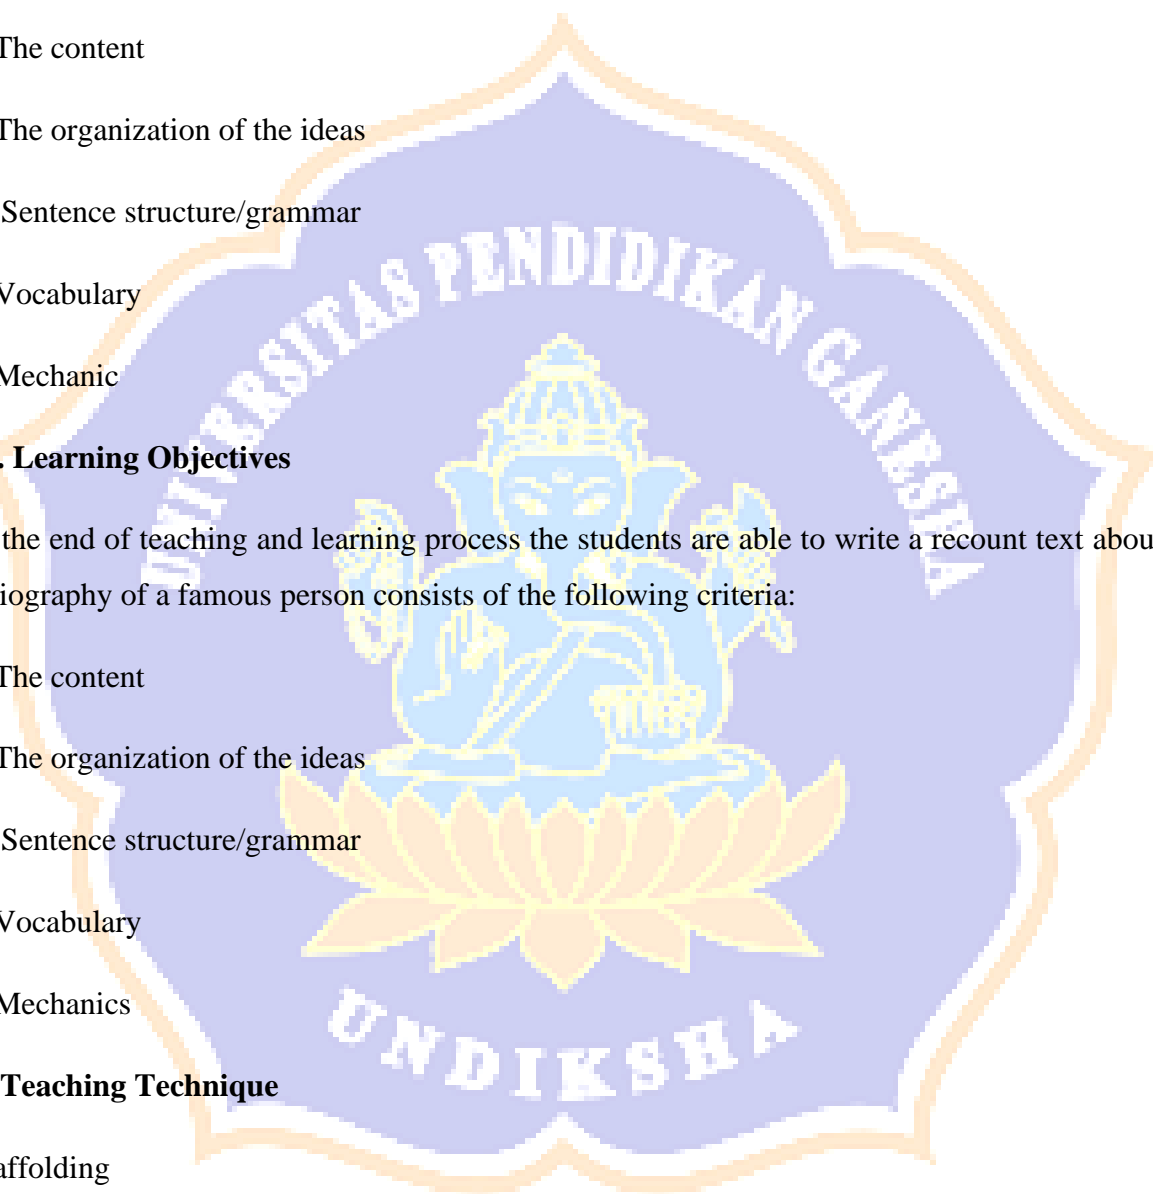 The content
The organization of the ideas
Sentence structure/grammar
Vocabulary
Mechanic
. Learning Objectives
the end of teaching and learning process the students are able to write a recount text abou
iography of a famous person consists of the following criteria:
The content
The organization of the ideas
Sentence structure/grammar
Vocabulary
Mechanics
Teaching Technique
affolding
UNIVERSITAS PENDIDIKAN GANESHA
UNDIKSHA